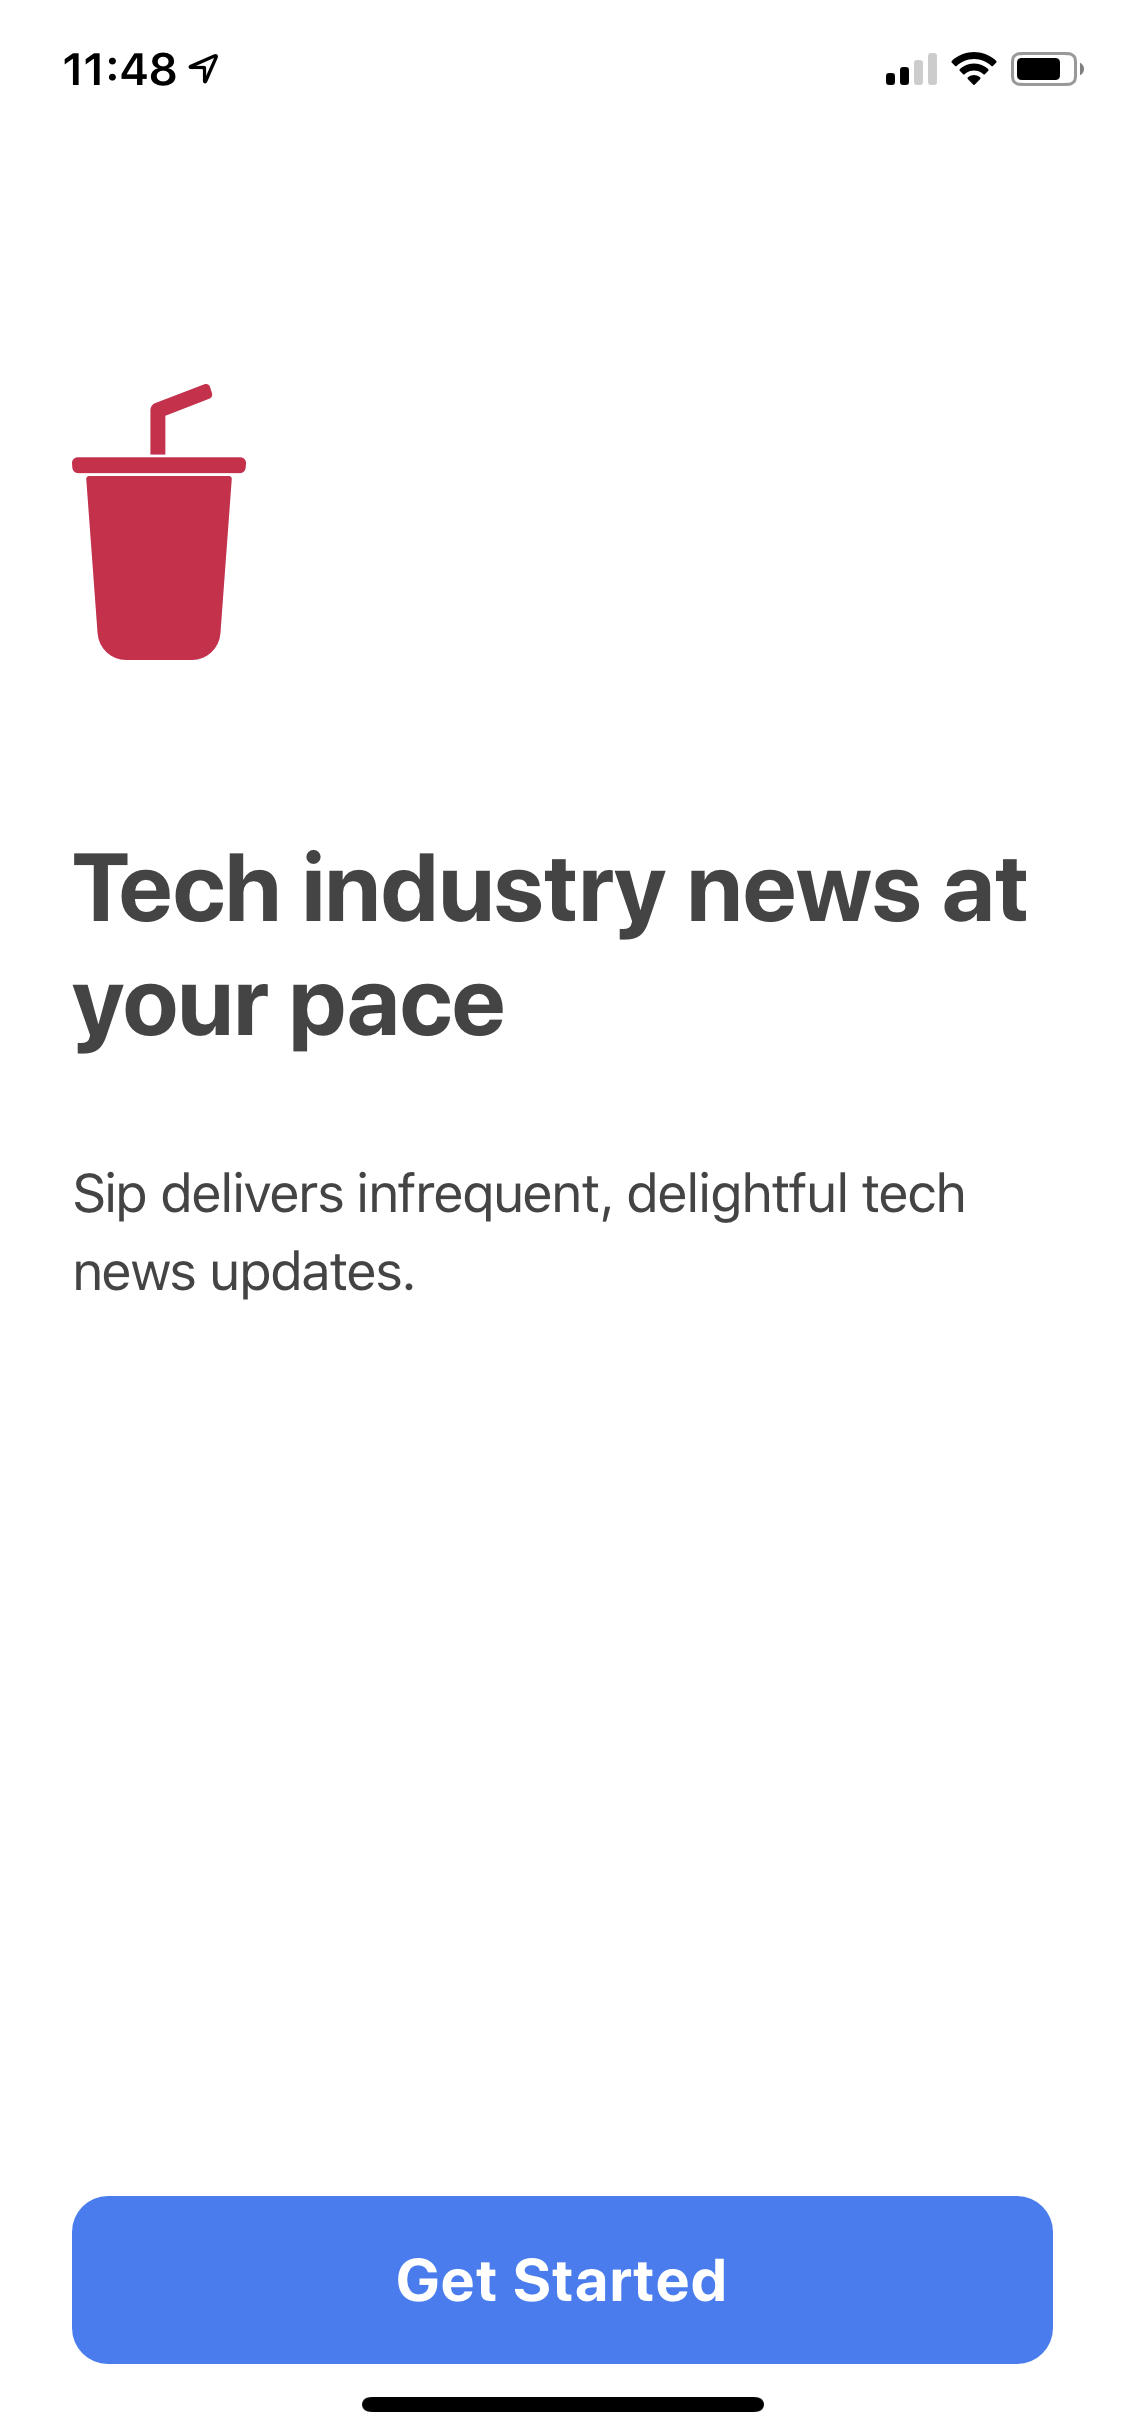 11:48
Tech industry news at
your pace
Sip delivers infrequent, delightful tech
news updates.
Get Started